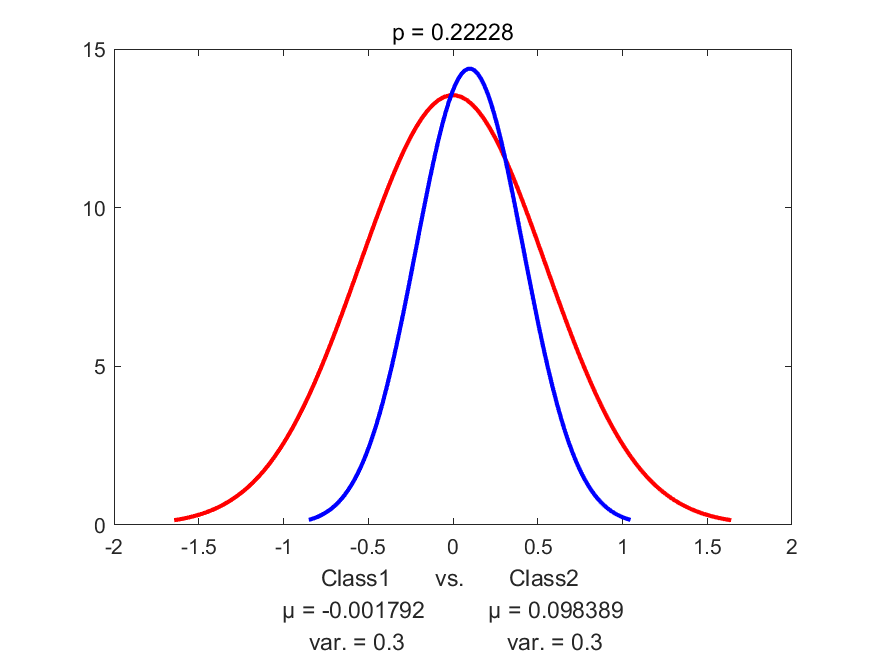 p = 0.22228
15
10
5
0
-2 -1.5 -1 -0.5 0 0.5 1 1.5 2
Class1 vs. Class2
μ = -0.001792 μ = 0.098389
var. = 0.3 var. = 0.3